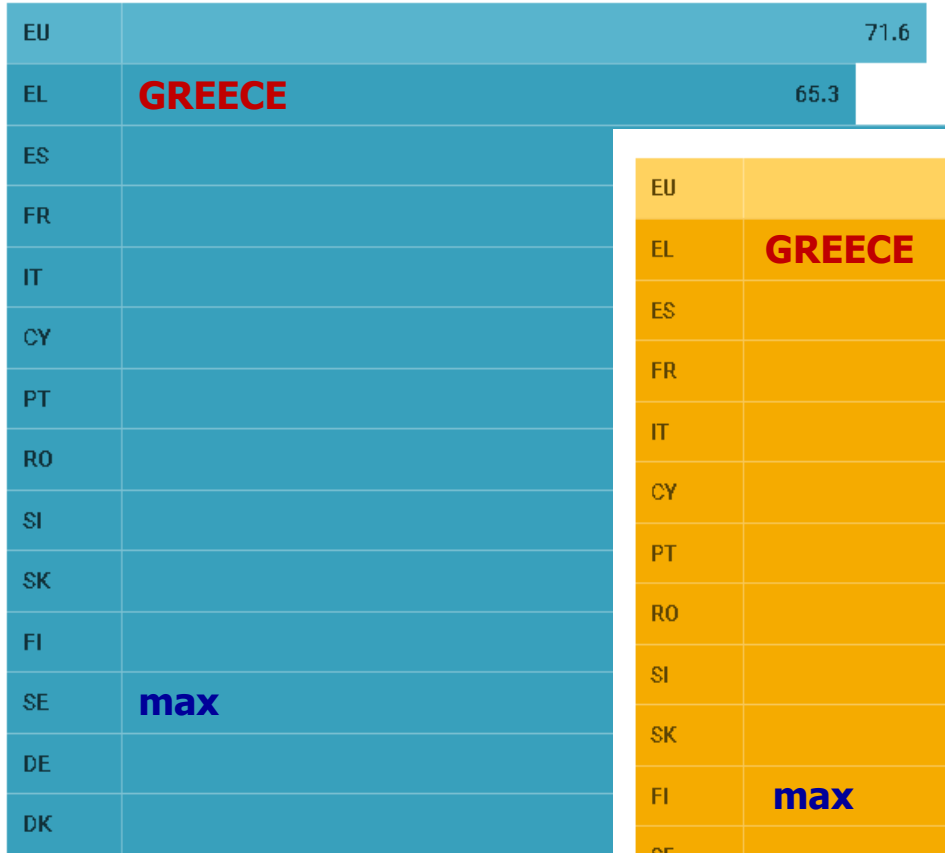 EU 71.6
EL GREECE 65.3
ES
FR
IT
CY
PT
RO
SI
SK
FI
SE max
DE
DK
EU
EL GREECE
ES
FR
IT
CY
PT
RO
SI
SK
FI max